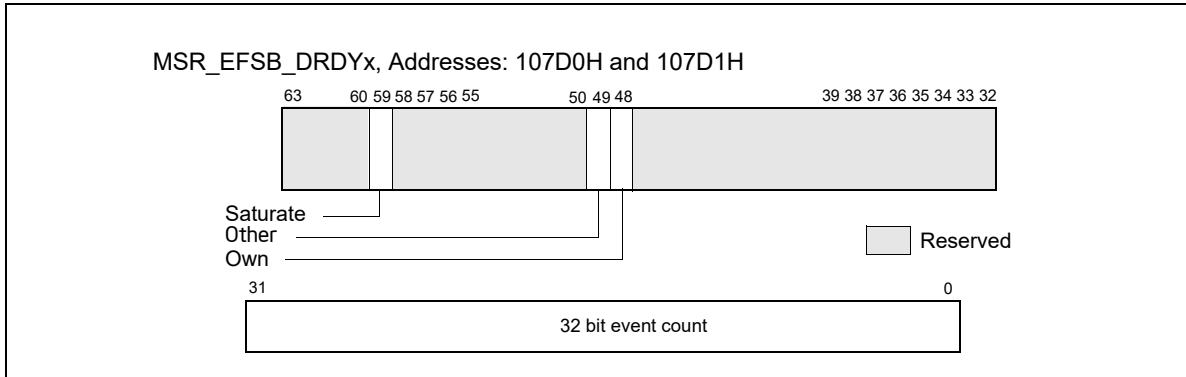 MSR_EFSB_DRDYx, Addresses: 107D0H and 107D1H
63 60 59 58 57 56 55 50 49 48 39 38 37 36 35 34 33 32
Saturate
Other
Own
Reserved
31 0
32 bit event count